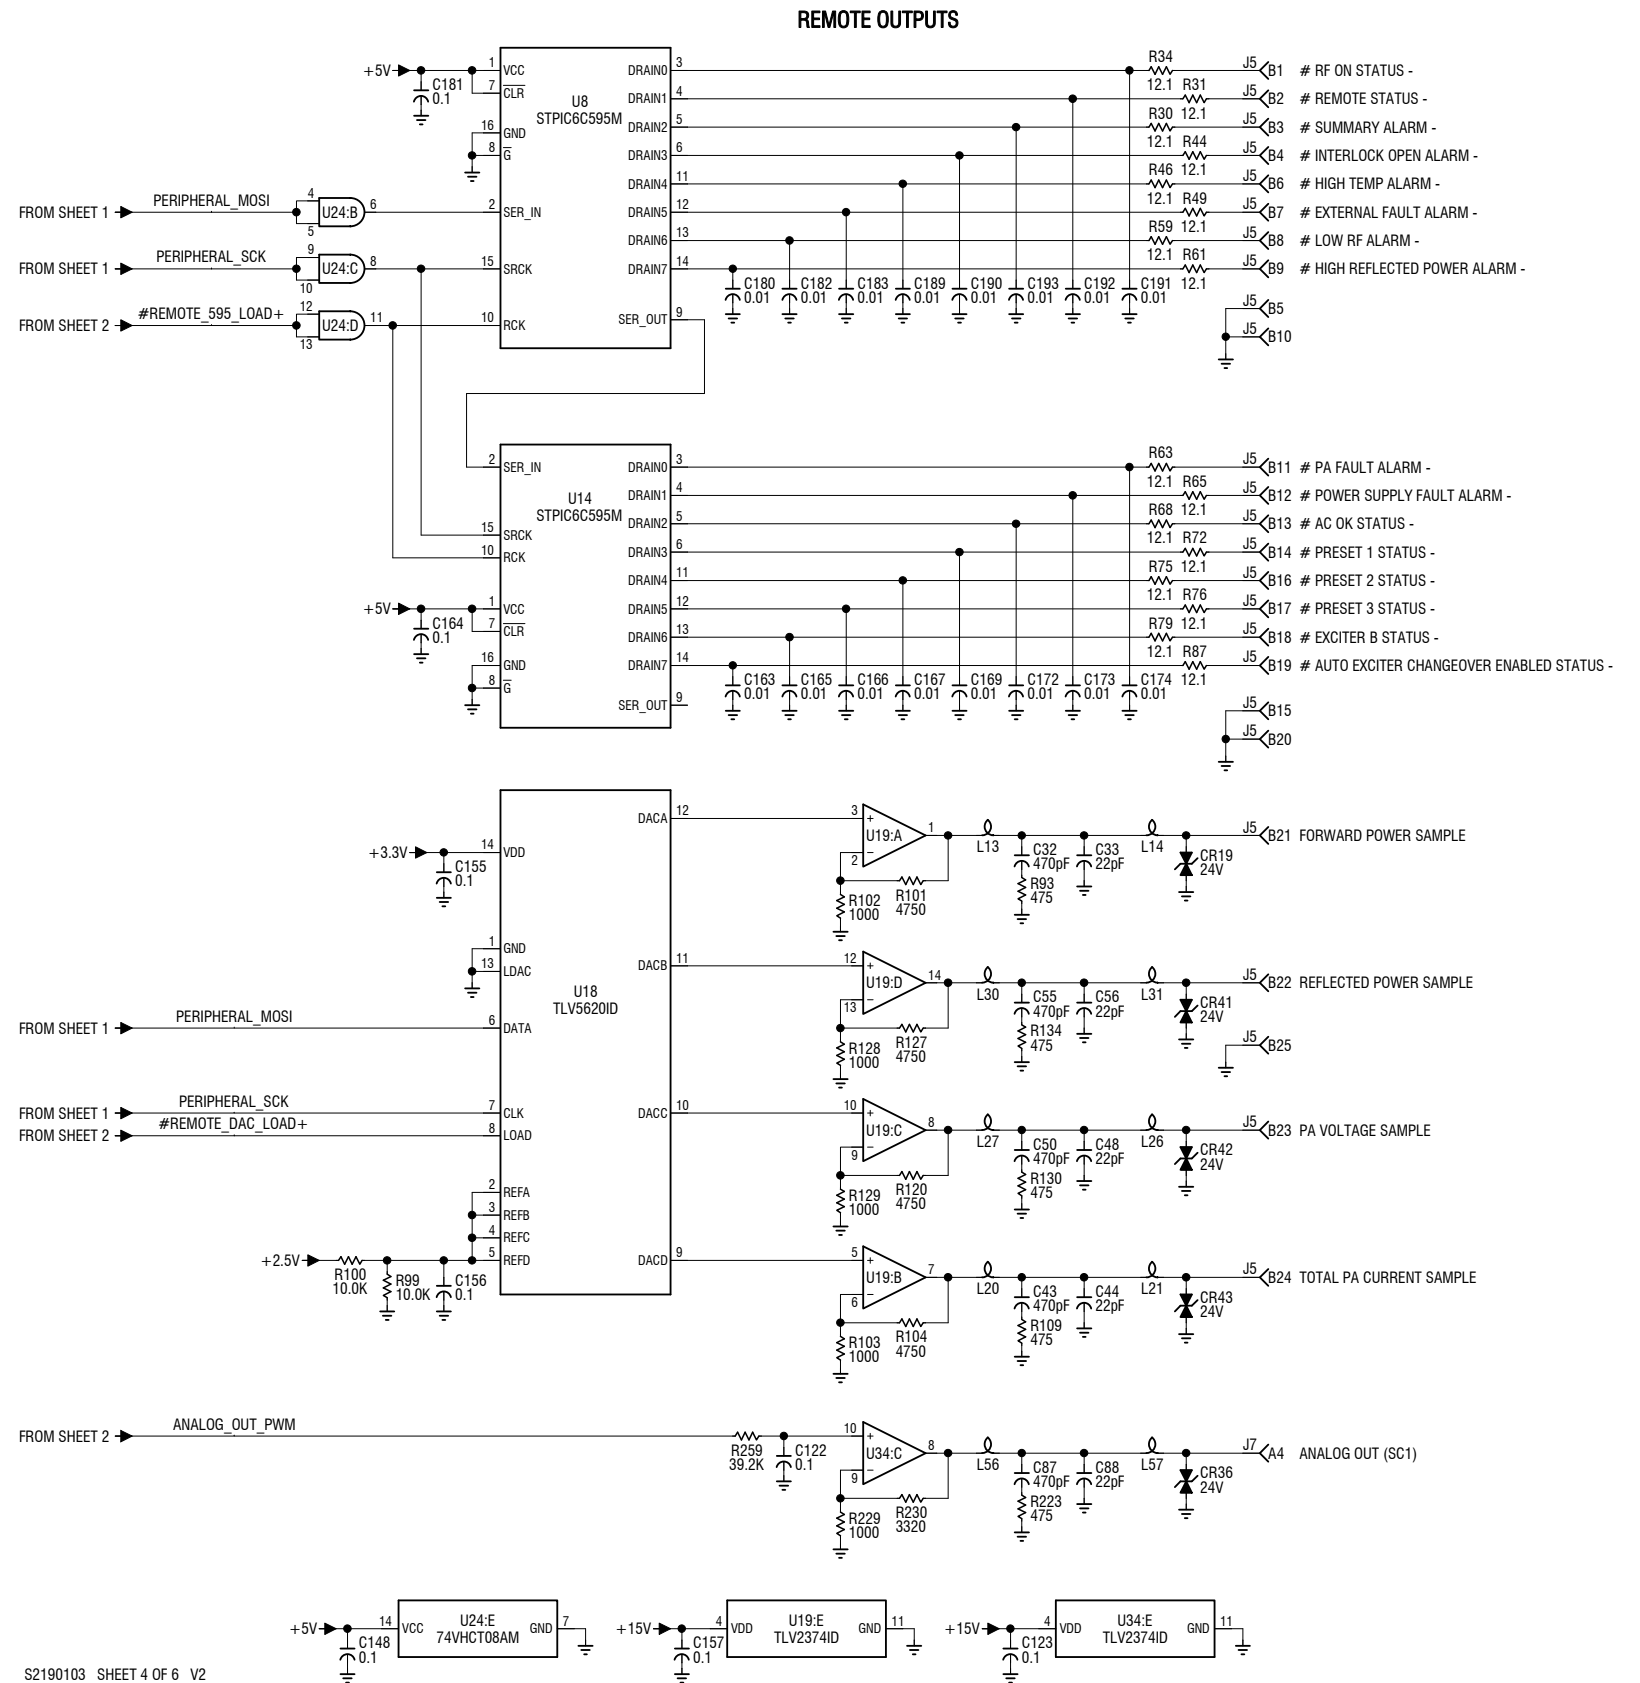 REMOTE OUTPUTS
+5V
C181
0.1
1 VCC
7 CLR
16 GND
8 G
U8
STPIC6C595M
2 SER_IN
15 SRCK
10 RCK
DRAIN0 3
DRAIN1 4
DRAIN2 5
DRAIN3 6
DRAIN4 11
DRAIN5 12
DRAIN6 13
DRAIN7 14
SER_OUT 9
FROM SHEET 1 PERIPHERAL_MOSI 4 5 U24:B 6
FROM SHEET 1 PERIPHERAL_SCK 9 10 U24:C 8
FROM SHEET 2 #REMOTE_595_LOAD+ 12 13 U24:D 11
R34 12.1 J5 B1 # RF ON STATUS -
R31 12.1 J5 B2 # REMOTE STATUS -
R30 12.1 J5 B3 # SUMMARY ALARM -
R44 12.1 J5 B4 # INTERLOCK OPEN ALARM -
R46 12.1 J5 B6 # HIGH TEMP ALARM -
R49 12.1 J5 B7 # EXTERNAL FAULT ALARM -
R59 12.1 J5 B8 # LOW RF ALARM -
R61 12.1 J5 B9 # HIGH REFLECTED POWER ALARM -
C180 C182 C183 C189 C190 C193 C192 C191
0.01 0.01 0.01 0.01 0.01 0.01 0.01 0.01
J5 B5
J5 B10
2 SER_IN
U14
STPIC6C595M
15 SRCK
10 RCK
+5V
C164
0.1
1 VCC
7 CLR
16 GND
8 G
DRAIN0 3
DRAIN1 4
DRAIN2 5
DRAIN3 6
DRAIN4 11
DRAIN5 12
DRAIN6 13
DRAIN7 14
SER_OUT 9
R63 12.1 J5 B11 # PA FAULT ALARM -
R65 12.1 J5 B12 # POWER SUPPLY FAULT ALARM -
R68 12.1 J5 B13 # AC OK STATUS -
R72 12.1 J5 B14 # PRESET 1 STATUS -
R75 12.1 J5 B16 # PRESET 2 STATUS -
R76 12.1 J5 B17 # PRESET 3 STATUS -
R79 12.1 J5 B18 # EXCITER B STATUS -
R87 12.1 J5 B19 # AUTO EXCITER CHANGEOVER ENABLED STATUS -
C163 C165 C166 C167 C169 C172 C173 C174
0.01 0.01 0.01 0.01 0.01 0.01 0.01 0.01
J5 B15
J5 B20
+3.3V
C155
0.1
14 VDD
1 GND
13 LDAC
U18
TLV5620ID
FROM SHEET 1 PERIPHERAL_MOSI 6 DATA
FROM SHEET 1 PERIPHERAL_SCK 7 CLK
FROM SHEET 2 #REMOTE_DAC_LOAD+ 8 LOAD
2 REFA
3 REFB
4 REFC
5 REFD
+2.5V
R100
10.0K
R99
10.0K
C156
0.1
DACA 12
DACB 11
DACC 10
DACD 9
3 + 2 − U19:A 1
R102
1000
R101
4750
L13
C32
470pF
R93
475
C33
22pF
L14
CR19
24V
J5 B21 FORWARD POWER SAMPLE
12 + 13 − U19:D 14
R128
1000
R127
4750
L30
C55
470pF
R134
475
C56
22pF
L31
CR41
24V
J5 B22 REFLECTED POWER SAMPLE
J5 B25
10 + 9 − U19:C 8
R129
1000
R120
4750
L27
C50
470pF
R130
475
C48
22pF
L26
CR42
24V
J5 B23 PA VOLTAGE SAMPLE
5 + 6 − U19:B 7
R103
1000
R104
4750
L20
C43
470pF
R109
475
C44
22pF
L21
CR43
24V
J5 B24 TOTAL PA CURRENT SAMPLE
FROM SHEET 2 ANALOG_OUT_PWM
R259
39.2K
C122
0.1
10 + 9 − U34:C 8
R229
1000
R230
3320
L56
C87
470pF
R223
475
C88
22pF
L57
CR36
24V
J7 A4 ANALOG OUT (SC1)
+5V
C148
0.1
14 VCC U24:E GND 7
74VHCT08AM
+15V
C157
0.1
4 VDD U19:E GND 11
TLV2374ID
+15V
C123
0.1
4 VDD U34:E GND 11
TLV2374ID
S2190103 SHEET 4 OF 6 V2